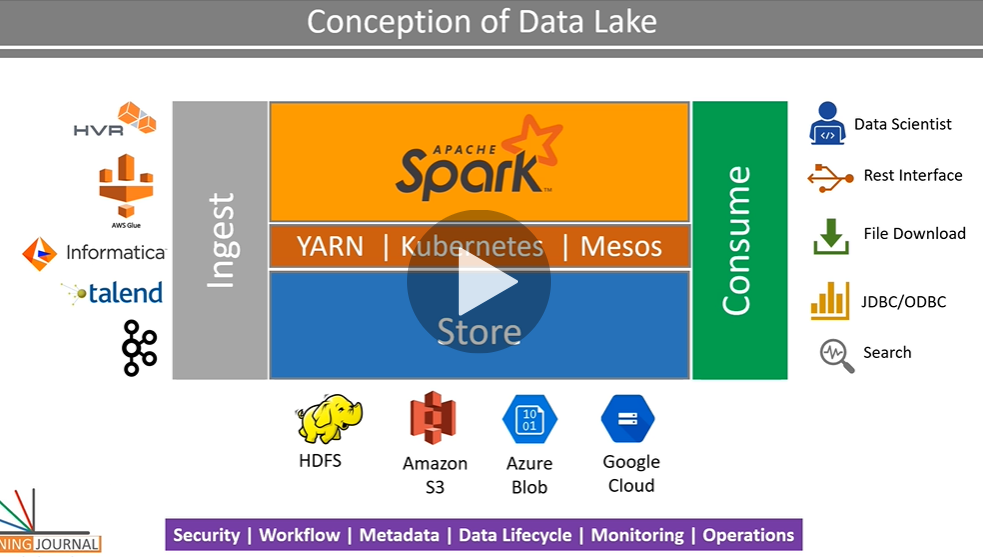 Conception of Data Lake
HVR
AWS Glue
Informatica
talend
Ingest
APACHE
Spark™
YARN | Kubernetes | Mesos
Store
Consume
Data Scientist
Rest Interface
File Download
JDBC/ODBC
Search
HDFS
Amazon
S3
10
01
Azure
Blob
Google
Cloud
NING JOURNAL
Security | Workflow | Metadata | Data Lifecycle | Monitoring | Operations